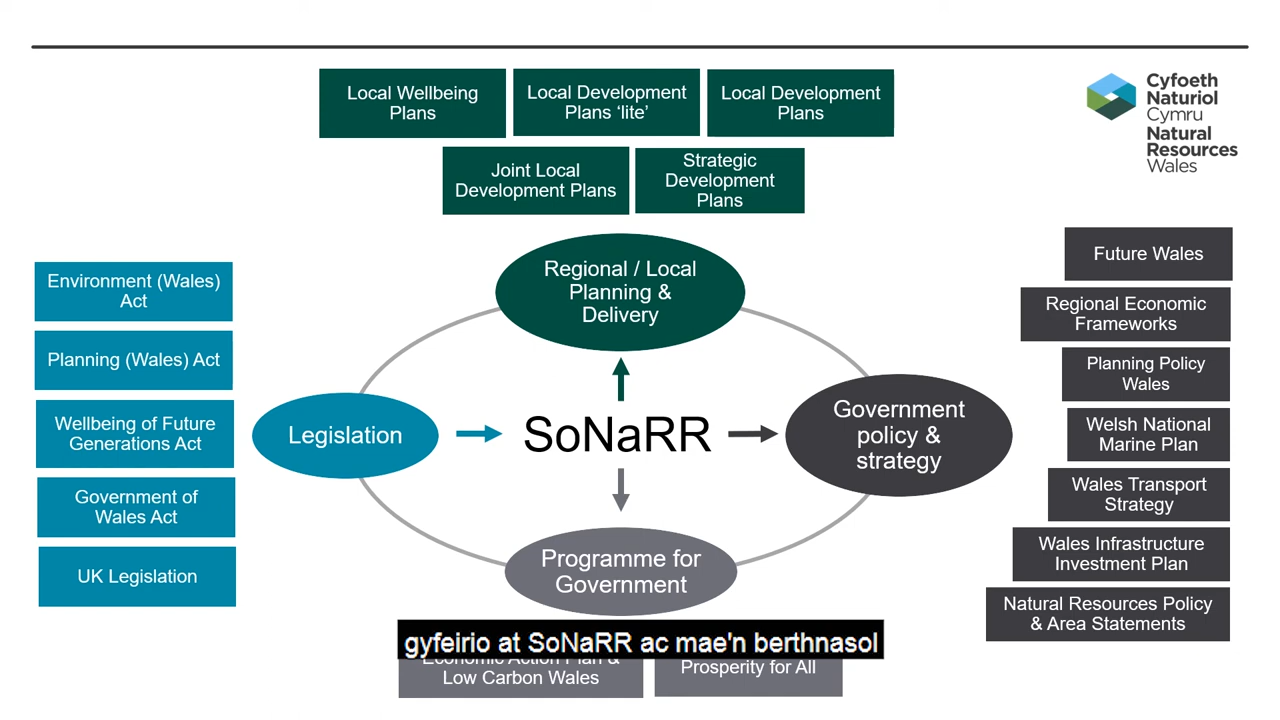 Local Wellbeing
Plans
Local Development
Plans ‘lite’
Local Development
Plans
Joint Local
Development Plans
Strategic
Development
Plans
Cyfoeth
Naturiol
Cymru
Natural
Resources
Wales
Regional / Local
Planning &
Delivery
Environment (Wales)
Act
Planning (Wales) Act
Wellbeing of Future
Generations Act
Government of
Wales Act
UK Legislation
Legislation
SoNaRR
Government
policy &
strategy
Future Wales
Regional Economic
Frameworks
Planning Policy
Wales
Welsh National
Marine Plan
Wales Transport
Strategy
Wales Infrastructure
Investment Plan
Natural Resources Policy
& Area Statements
Programme for
Government
gyfeirio at SoNaRR ac mae'n berthnasol
Economic Action Plan &
Low Carbon Wales
Prosperity for All